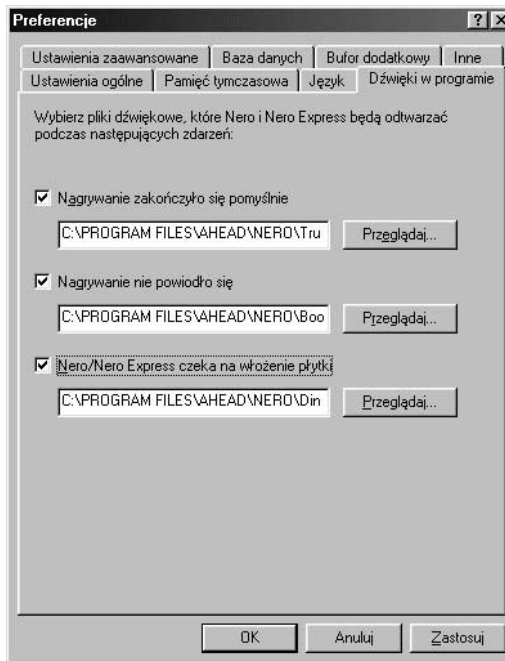 Preferencje
Ustawienia zaawansowane Baza danych Bufor dodatkowy Inne
Ustawienia ogólne Pamięć tymczasowa Język Dźwięki w programie
Wybierz pliki dźwiękowe, które Nero i Nero Express będą odtwarzać
podczas następujących zdarzeń:
Nagrywanie zakończyło się pomyślnie
C:\PROGRAM FILES\AHEAD\NERO\Tru Przeglądaj...
Nagrywanie nie powiodło się
C:\PROGRAM FILES\AHEAD\NERO\Boo Przeglądaj...
Nero/Nero Express czeka na włożenie płytki
C:\PROGRAM FILES\AHEAD\NERO\Din Przeglądaj...
OK Anuluj Zastosuj